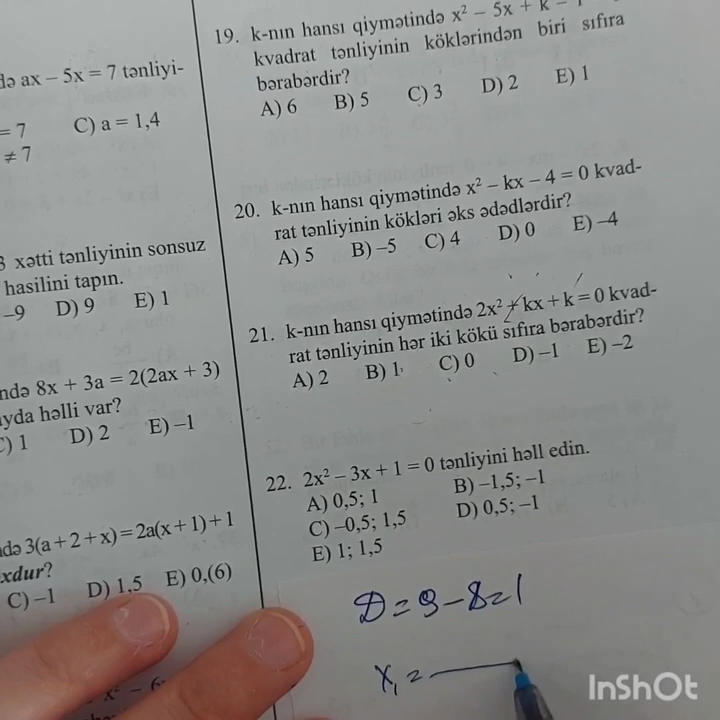 də ax – 5x = 7 tənliyi-
= 7 C) a = 1,4
≠ 7
3 xətti tənliyinin sonsuz
hasilini tapın.
–9 D) 9 E) 1
ndə 8x + 3a = 2(2ax + 3)
ayda həlli var?
C) 1 D) 2 E) –1
ndə 3(a + 2 + x) = 2a(x + 1) + 1
xdur?
C) –1 D) 1,5 E) 0,(6)
19. k-nın hansı qiymətində x² – 5x + k –
kvadrat tənliyinin köklərindən biri sıfıra
bərabərdir?
A) 6 B) 5 C) 3 D) 2 E) 1
20. k-nın hansı qiymətində x² – kx – 4 = 0 kvad-
rat tənliyinin kökləri əks ədədlərdir?
A) 5 B) –5 C) 4 D) 0 E) –4
21. k-nın hansı qiymətində 2x² + kx + k = 0 kvad-
rat tənliyinin hər iki kökü sıfıra bərabərdir?
A) 2 B) 1 C) 0 D) –1 E) –2
22. 2x² – 3x + 1 = 0 tənliyini həll edin.
A) 0,5; 1 B) –1,5; –1
C) –0,5; 1,5 D) 0,5; –1
E) 1; 1,5
D = 9 – 8 = 1
x₁ =
InShOt